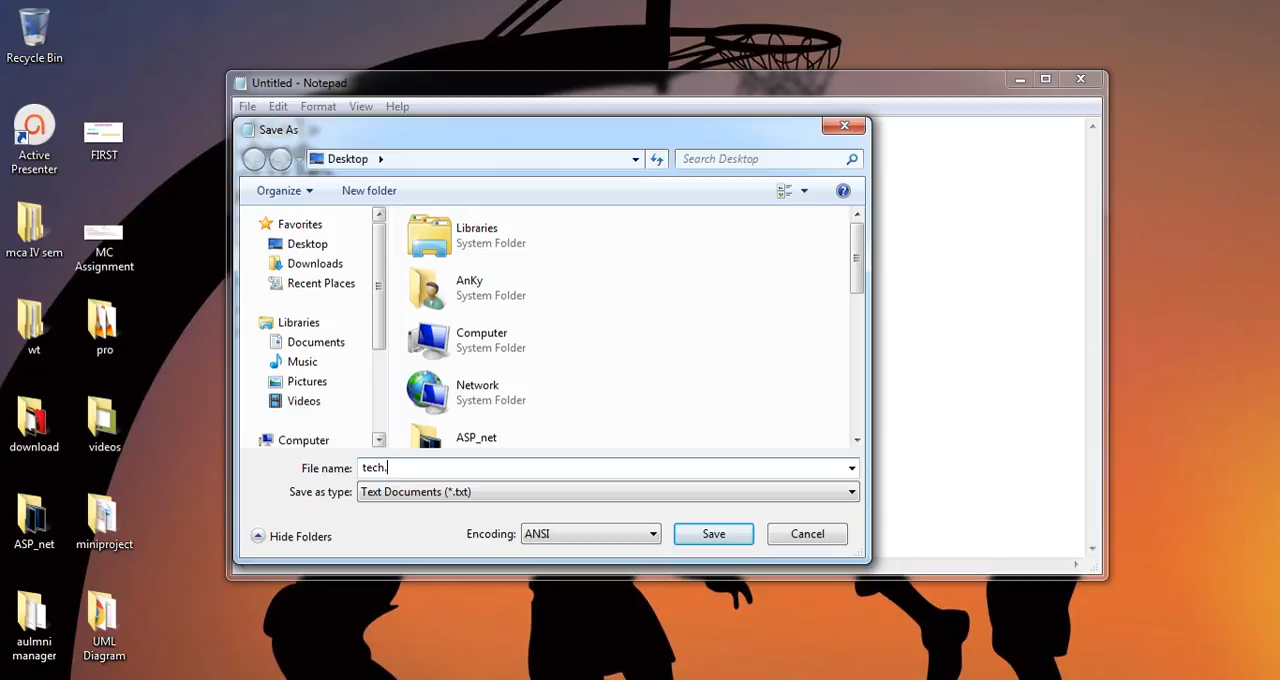 Recycle Bin
Active
Presenter
FIRST
mca IV sem
MC
Assignment
wt
pro
download
videos
ASP_net
miniproject
aulmni
manager
UML
Diagram
Untitled - Notepad
File Edit Format View Help
Save As
Desktop
Search Desktop
Organize New folder
Favorites
Desktop
Downloads
Recent Places
Libraries
Documents
Music
Pictures
Videos
Computer
Libraries
System Folder
AnKy
System Folder
Computer
System Folder
Network
System Folder
ASP_net
File name: tech.
Save as type: Text Documents (*.txt)
Hide Folders
Encoding: ANSI
Save
Cancel